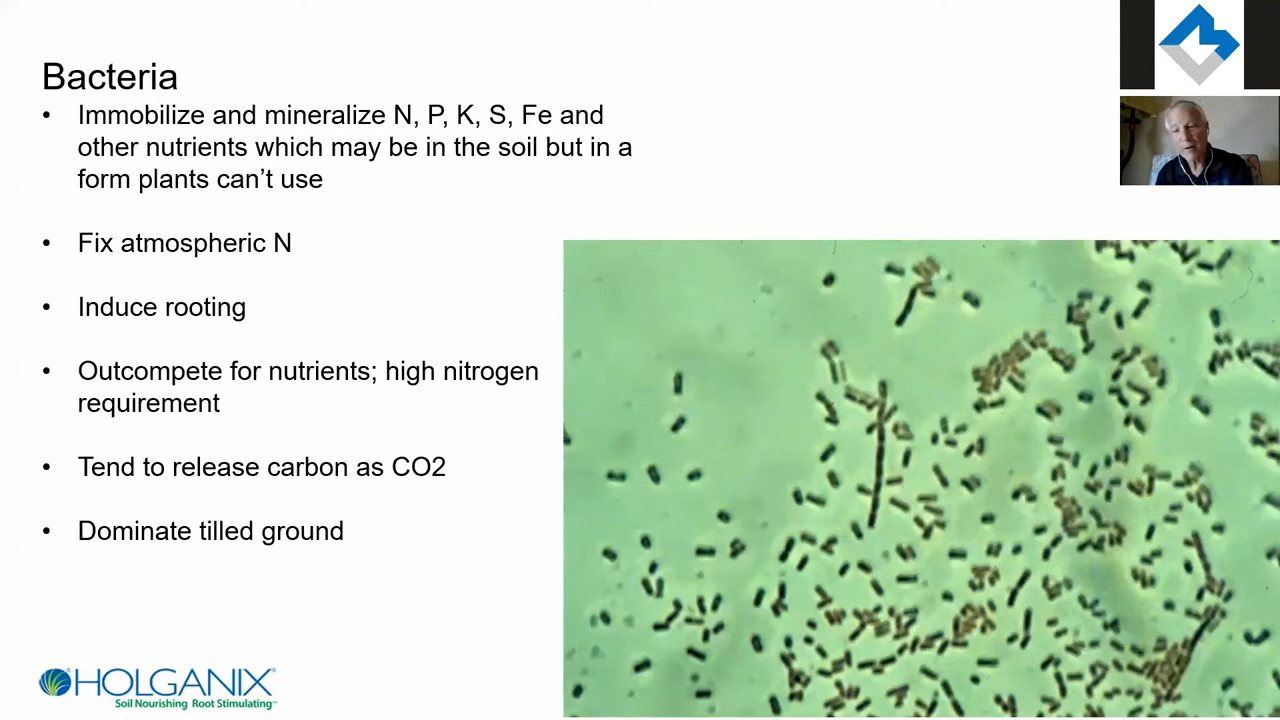 Bacteria
• Immobilize and mineralize N, P, K, S, Fe and
other nutrients which may be in the soil but in a
form plants can’t use
• Fix atmospheric N
• Induce rooting
• Outcompete for nutrients; high nitrogen
requirement
• Tend to release carbon as CO2
• Dominate tilled ground
HOLGANIX
Soil Nourishing Root Stimulating